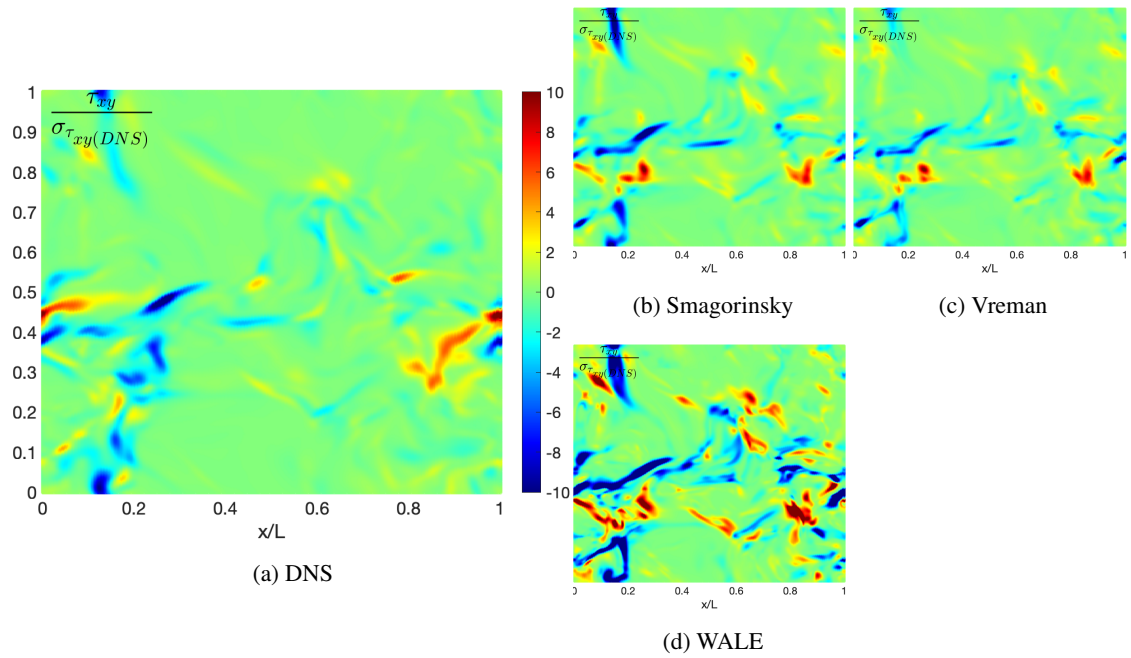 τxy
στxy(DNS)
1
0.9
0.8
0.7
0.6
0.5
0.4
0.3
0.2
0.1
0
0 0.2 0.4 0.6 0.8 1
x/L
10
8
6
4
2
0
-2
-4
-6
-8
-10
(a) DNS
τxy
στxy(DNS)
0 0.2 0.4 0.6 0.8 1
x/L
(b) Smagorinsky
τxy
στxy(DNS)
0 0.2 0.4 0.6 0.8 1
x/L
(c) Vreman
τxy
στxy(DNS)
0 0.2 0.4 0.6 0.8 1
x/L
(d) WALE